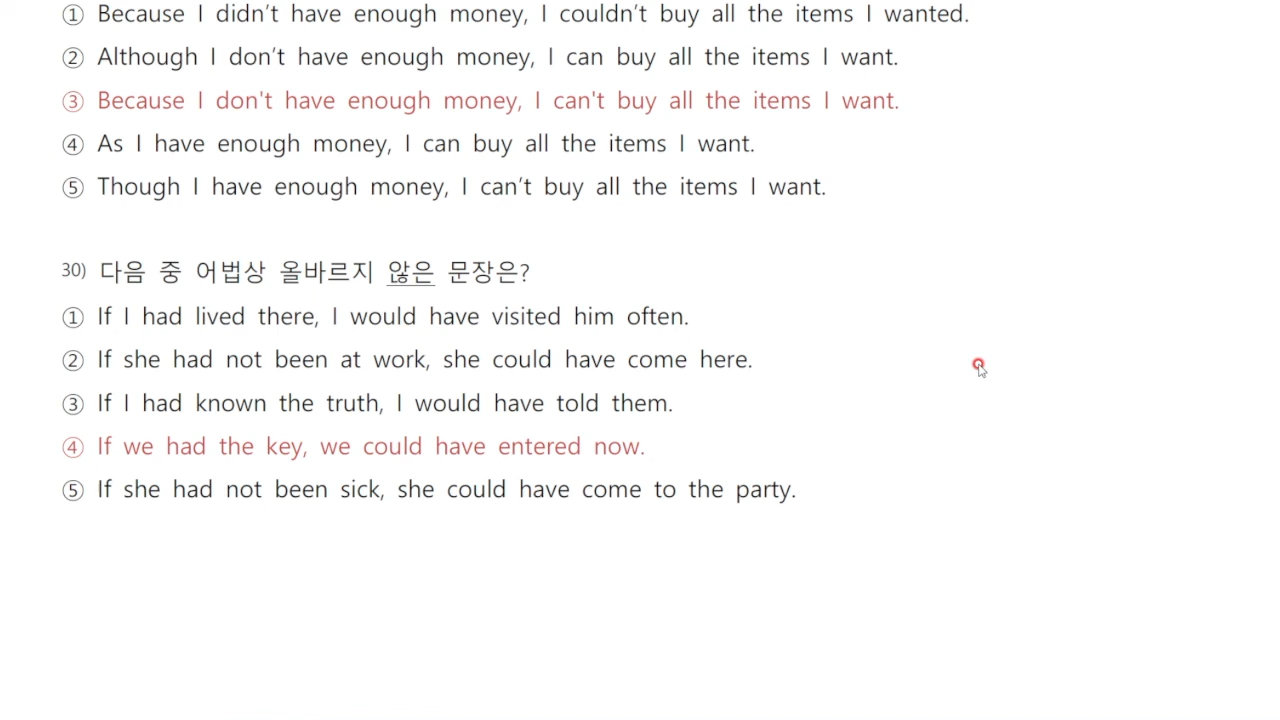 ① Because I didn’t have enough money, I couldn’t buy all the items I wanted.
② Although I don’t have enough money, I can buy all the items I want.
③ Because I don't have enough money, I can't buy all the items I want.
④ As I have enough money, I can buy all the items I want.
⑤ Though I have enough money, I can’t buy all the items I want.
30) 다음 중 어법상 올바르지 않은 문장은?
① If I had lived there, I would have visited him often.
② If she had not been at work, she could have come here.
③ If I had known the truth, I would have told them.
④ If we had the key, we could have entered now.
⑤ If she had not been sick, she could have come to the party.